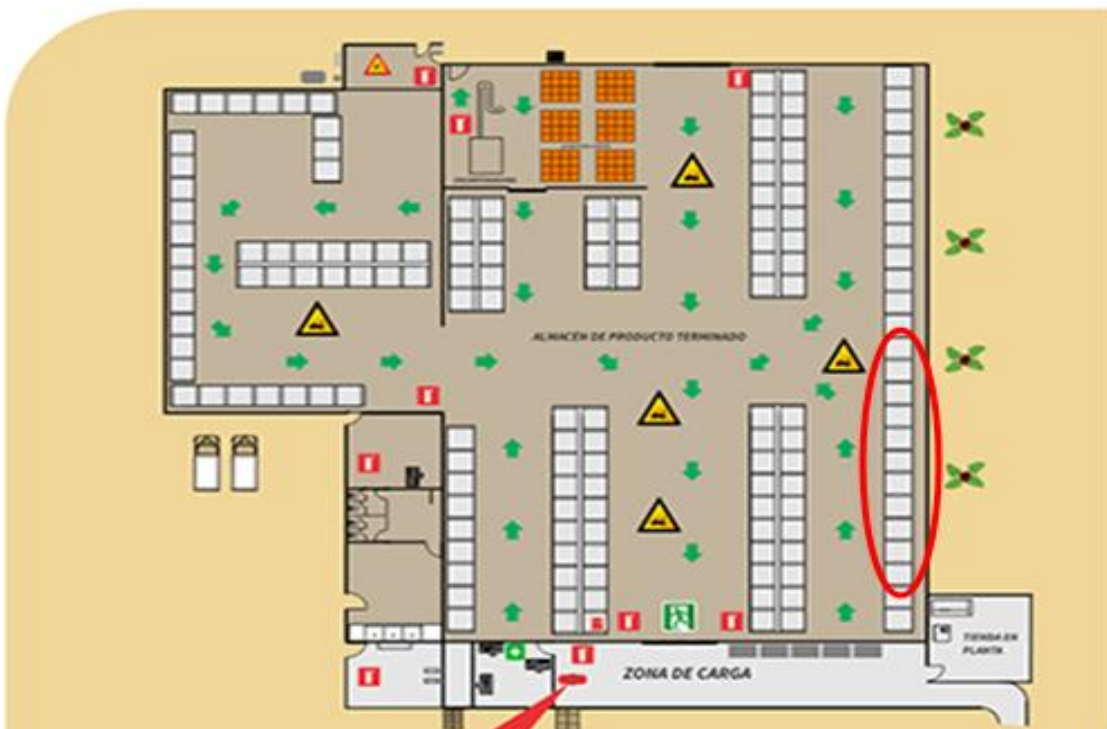 ALMACÉN DE PRODUCTO TERMINADO
TIENDA EN
PLANTA
ZONA DE CARGA